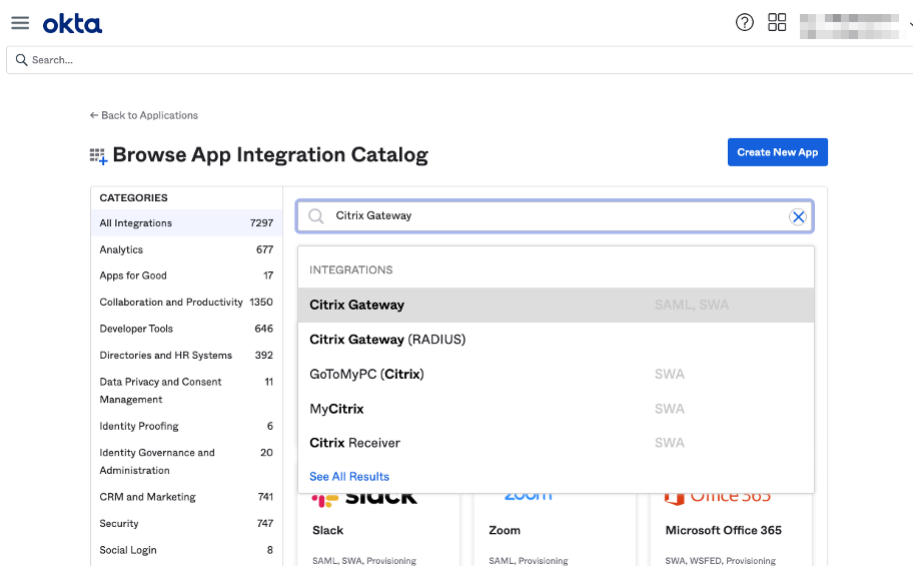 okta
Search...
← Back to Applications
Browse App Integration Catalog
Create New App
CATEGORIES
All Integrations 7297
Analytics 677
Apps for Good 17
Collaboration and Productivity 1350
Developer Tools 646
Directories and HR Systems 392
Data Privacy and Consent
Management 11
Identity Proofing 6
Identity Governance and
Administration 20
CRM and Marketing 741
Security 747
Social Login 8
Citrix Gateway
INTEGRATIONS
Citrix Gateway SAML, SWA
Citrix Gateway (RADIUS)
GoToMyPC (Citrix) SWA
MyCitrix SWA
Citrix Receiver SWA
See All Results
slack
zoom
Office 365
Slack
Zoom
Microsoft Office 365
SAML, SWA, Provisioning
SAML, Provisioning
SWA, WSFED, Provisioning